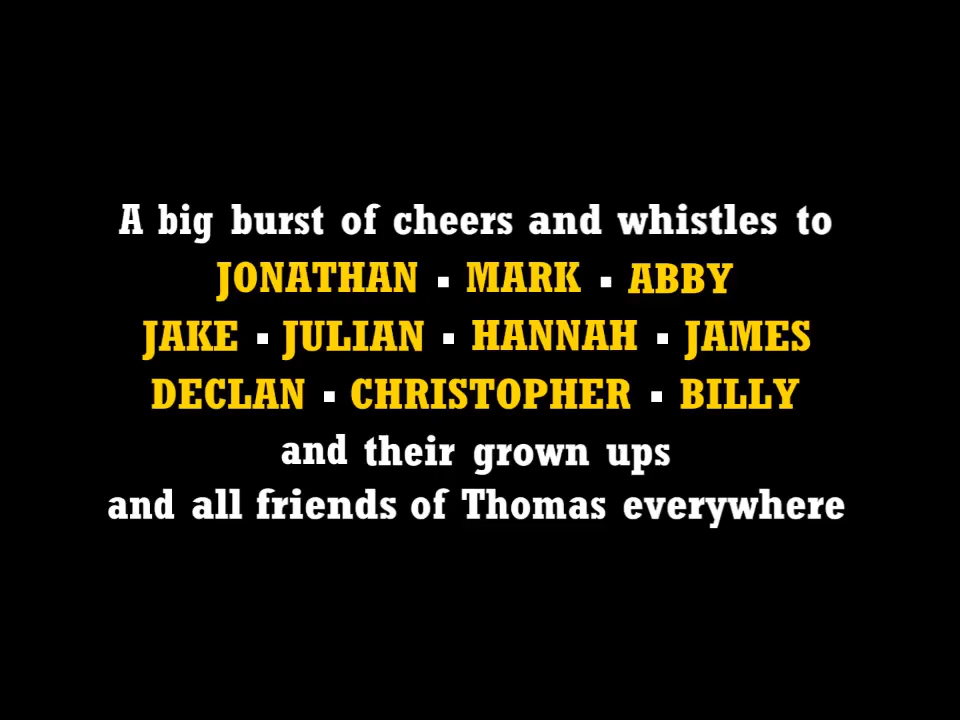 A big burst of cheers and whistles to
JONATHAN ▪ MARK ▪ ABBY
JAKE ▪ JULIAN ▪ HANNAH ▪ JAMES
DECLAN ▪ CHRISTOPHER ▪ BILLY
and their grown ups
and all friends of Thomas everywhere